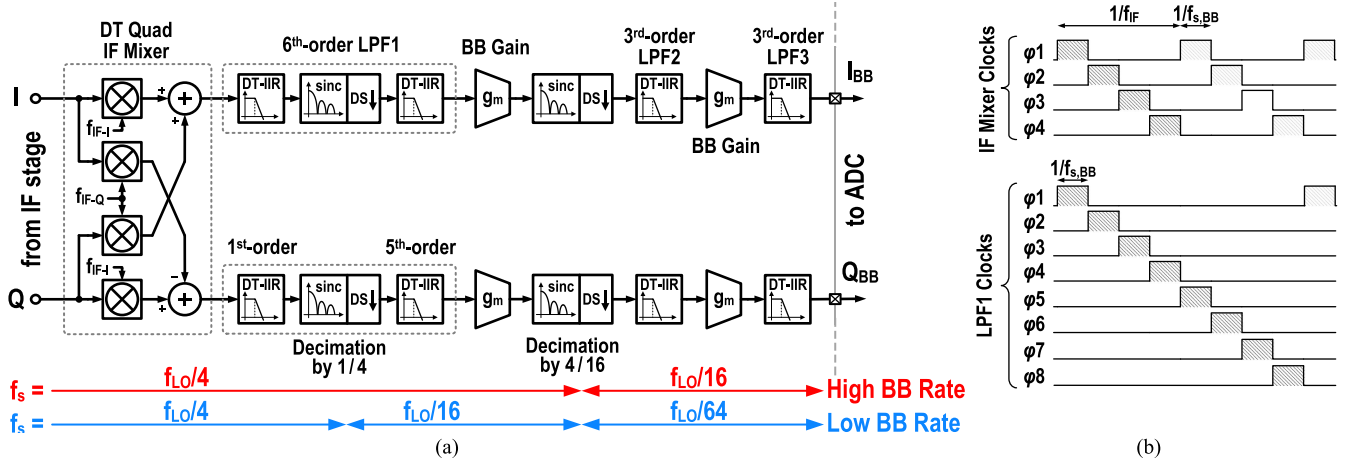 DT Quad
IF Mixer
6th-order LPF1
BB Gain
3rd-order
LPF2
3rd-order
LPF3
I
fIF-I
fIF-Q
fIF-I
Q
from IF stage
+
+
+
−
+
+
DT-IIR
sinc
DS↓
DT-IIR
gm
sinc
DS↓
DT-IIR
gm
DT-IIR
IBB
BB Gain
to ADC
1st-order
5th-order
DT-IIR
sinc
DS↓
DT-IIR
gm
sinc
DS↓
DT-IIR
gm
DT-IIR
QBB
Decimation
by 1/4
Decimation
by 4/16
fs =
fLO/4
fLO/16
High BB Rate
fs =
fLO/4
fLO/16
fLO/64
Low BB Rate
(a)
1/fIF
1/fs,BB
IF Mixer Clocks
φ1
φ2
φ3
φ4
1/fs,BB
LPF1 Clocks
φ1
φ2
φ3
φ4
φ5
φ6
φ7
φ8
(b)